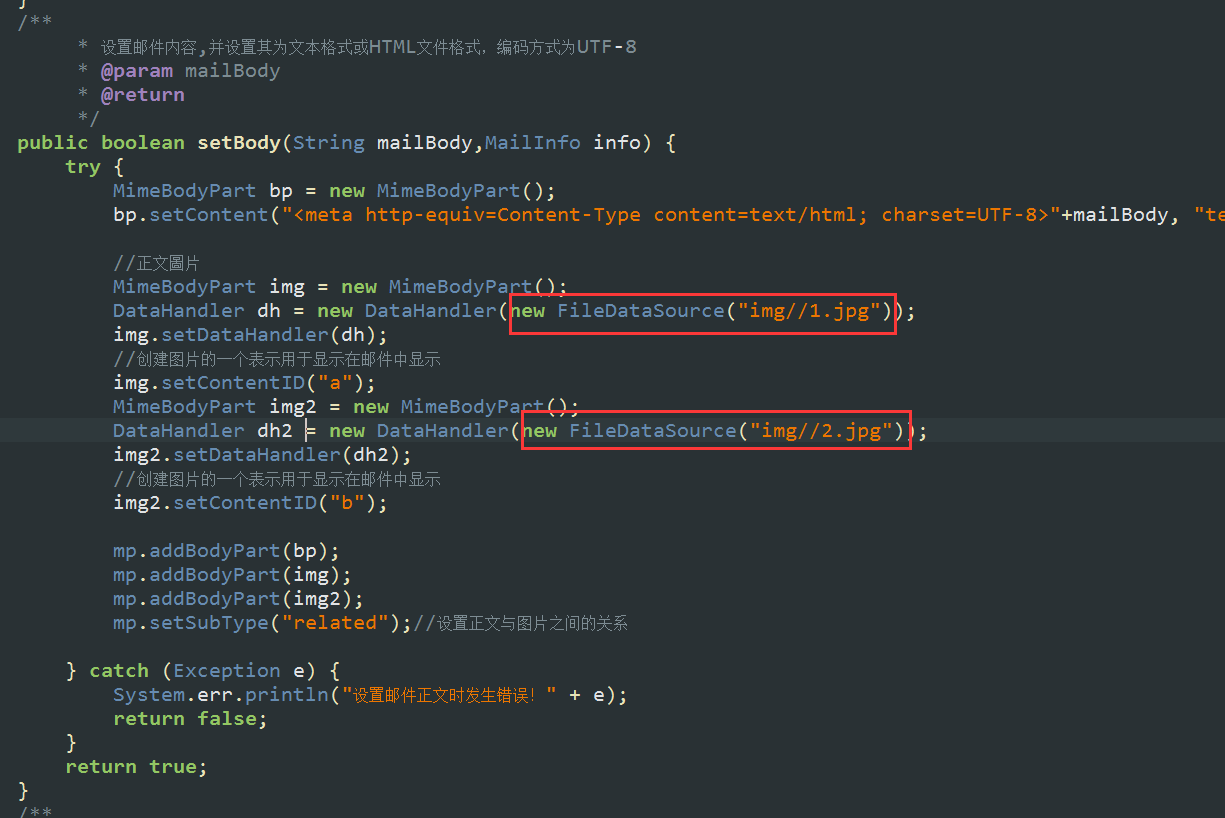 }
/**
* 设置邮件内容,并设置其为文本格式或HTML文件格式，编码方式为UTF-8
* @param mailBody
* @return
*/
public boolean setBody(String mailBody,MailInfo info) {
try {
MimeBodyPart bp = new MimeBodyPart();
bp.setContent("<meta http-equiv=Content-Type content=text/html; charset=UTF-8>"+mailBody, "te
//正文圖片
MimeBodyPart img = new MimeBodyPart();
DataHandler dh = new DataHandler(new FileDataSource("img//1.jpg"));
img.setDataHandler(dh);
//创建图片的一个表示用于显示在邮件中显示
img.setContentID("a");
MimeBodyPart img2 = new MimeBodyPart();
DataHandler dh2 = new DataHandler(new FileDataSource("img//2.jpg"));
img2.setDataHandler(dh2);
//创建图片的一个表示用于显示在邮件中显示
img2.setContentID("b");
mp.addBodyPart(bp);
mp.addBodyPart(img);
mp.addBodyPart(img2);
mp.setSubType("related");//设置正文与图片之间的关系
} catch (Exception e) {
System.err.println("设置邮件正文时发生错误！" + e);
return false;
}
return true;
}
/**